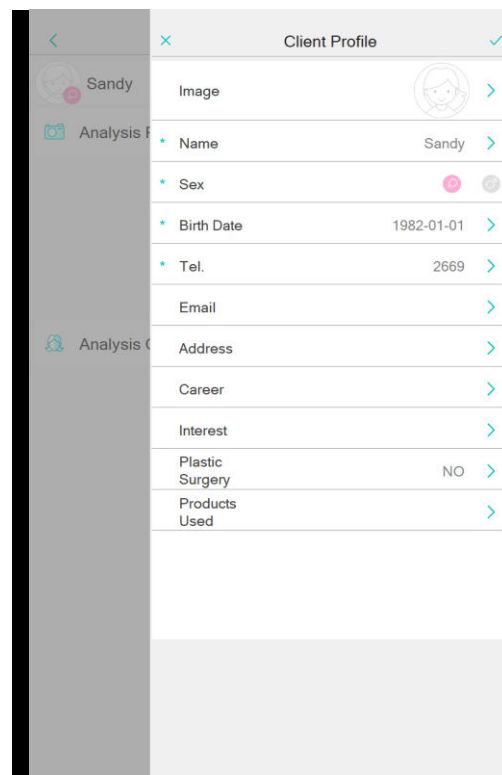 Client Profile
Sandy
Image
Analysis
* Name Sandy
* Sex
* Birth Date 1982-01-01
* Tel. 2669
Email
Analysis
Address
Career
Interest
Plastic
Surgery NO
Products
Used